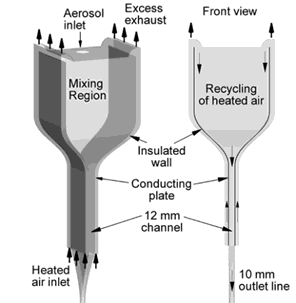 Aerosol
inlet
Excess
exhaust
Front view
Mixing
Region
Recycling
of heated air
Insulated
wall
Conducting
plate
12 mm
channel
Heated
air inlet
10 mm
outlet line